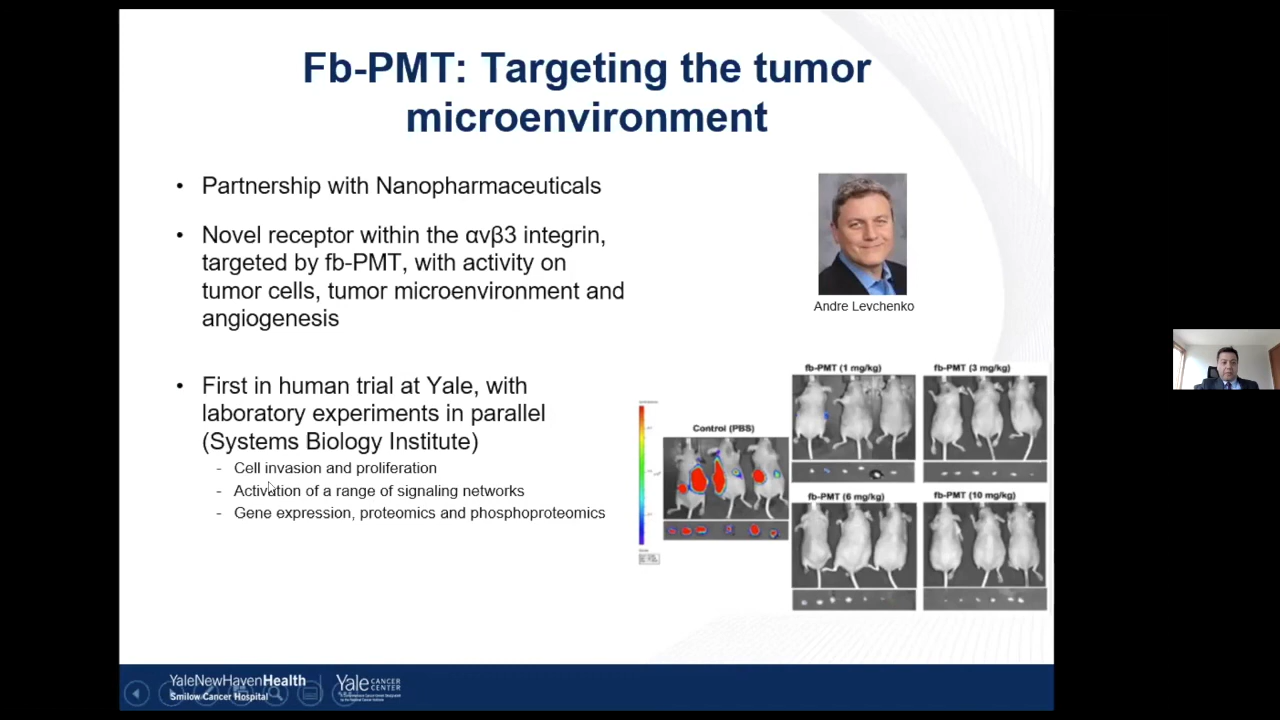 Fb-PMT: Targeting the tumor
microenvironment
• Partnership with Nanopharmaceuticals
• Novel receptor within the αvβ3 integrin,
targeted by fb-PMT, with activity on
tumor cells, tumor microenvironment and
angiogenesis
• First in human trial at Yale, with
laboratory experiments in parallel
(Systems Biology Institute)
- Cell invasion and proliferation
- Activation of a range of signaling networks
- Gene expression, proteomics and phosphoproteomics
Andre Levchenko
Control (PBS)
fb-PMT (1 mg/kg)
fb-PMT (3 mg/kg)
fb-PMT (6 mg/kg)
fb-PMT (10 mg/kg)
YaleNewHavenHealth
Smilow Cancer Hospital
Yale CANCER
CENTER